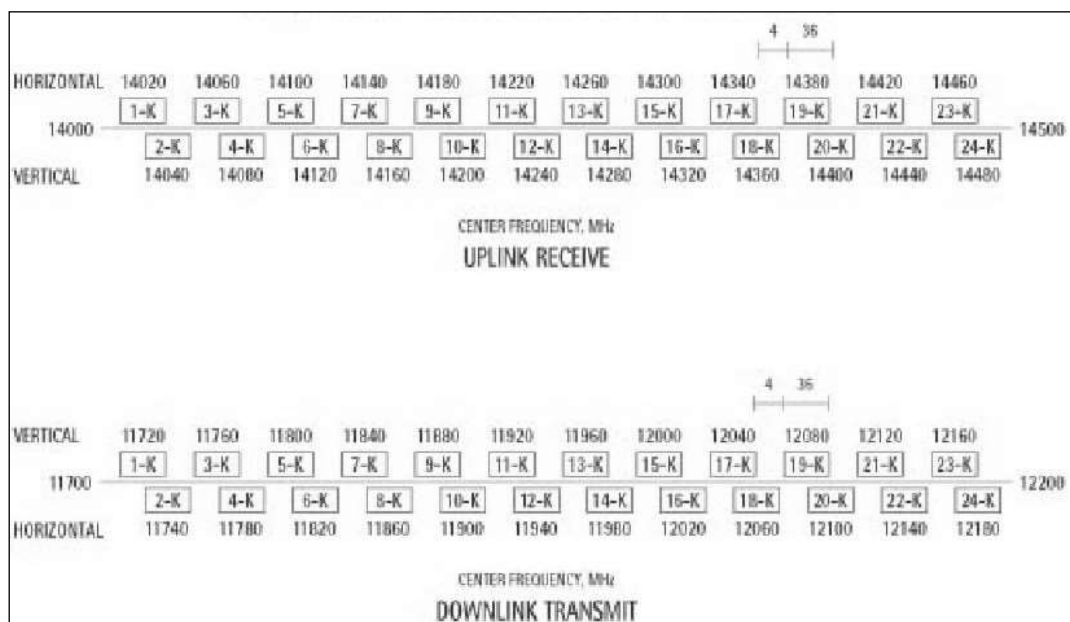 4 36
HORIZONTAL 14020 14060 14100 14140 14180 14220 14260 14300 14340 14380 14420 14460
1-K 3-K 5-K 7-K 9-K 11-K 13-K 15-K 17-K 19-K 21-K 23-K
14000 14500
2-K 4-K 6-K 8-K 10-K 12-K 14-K 16-K 18-K 20-K 22-K 24-K
VERTICAL 14040 14080 14120 14160 14200 14240 14280 14320 14360 14400 14440 14480
CENTER FREQUENCY, MHz
UPLINK RECEIVE
4 36
VERTICAL 11720 11760 11800 11840 11880 11920 11960 12000 12040 12080 12120 12160
1-K 3-K 5-K 7-K 9-K 11-K 13-K 15-K 17-K 19-K 21-K 23-K
11700 12200
2-K 4-K 6-K 8-K 10-K 12-K 14-K 16-K 18-K 20-K 22-K 24-K
HORIZONTAL 11740 11780 11820 11860 11900 11940 11980 12020 12060 12100 12140 12180
CENTER FREQUENCY, MHz
DOWNLINK TRANSMIT